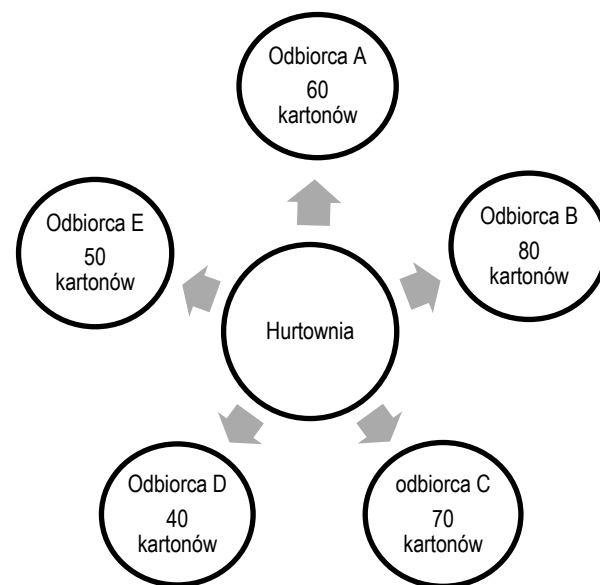 Odbiorca A
60
kartonów
Odbiorca E
50
kartonów
Odbiorca B
80
kartonów
Hurtownia
Odbiorca D
40
kartonów
odbiorca C
70
kartonów